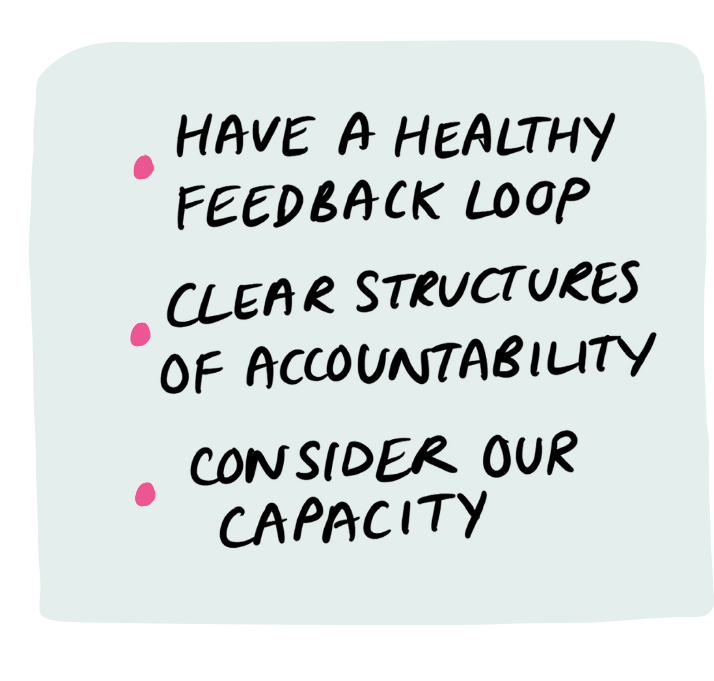 HAVE A HEALTHY
FEEDBACK LOOP
CLEAR STRUCTURES
OF ACCOUNTABILITY
CONSIDER OUR
CAPACITY